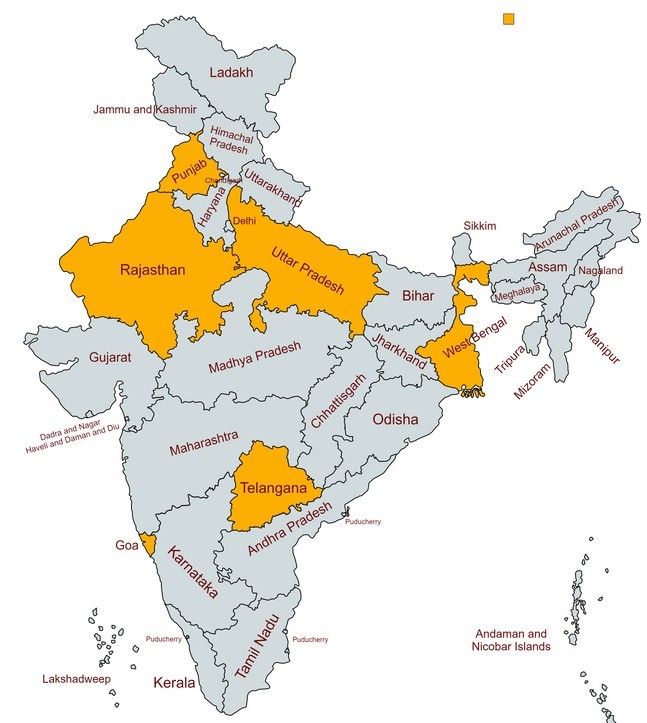 Ladakh
Jammu and Kashmir
Himachal
Pradesh
Punjab
Chandigarh
Uttarakhand
Haryana
Delhi
Sikkim
Arunachal Pradesh
Rajasthan
Uttar Pradesh
Assam
Nagaland
Bihar
Meghalaya
West Bengal
Manipur
Tripura
Mizoram
Gujarat
Madhya Pradesh
Jharkhand
Chhattisgarh
Odisha
Dadra and Nagar
Haveli and Daman and Diu
Maharashtra
Telangana
Andhra Pradesh
Puducherry
Goa
Karnataka
Puducherry
Tamil Nadu
Puducherry
Andaman and
Nicobar Islands
Lakshadweep
Kerala